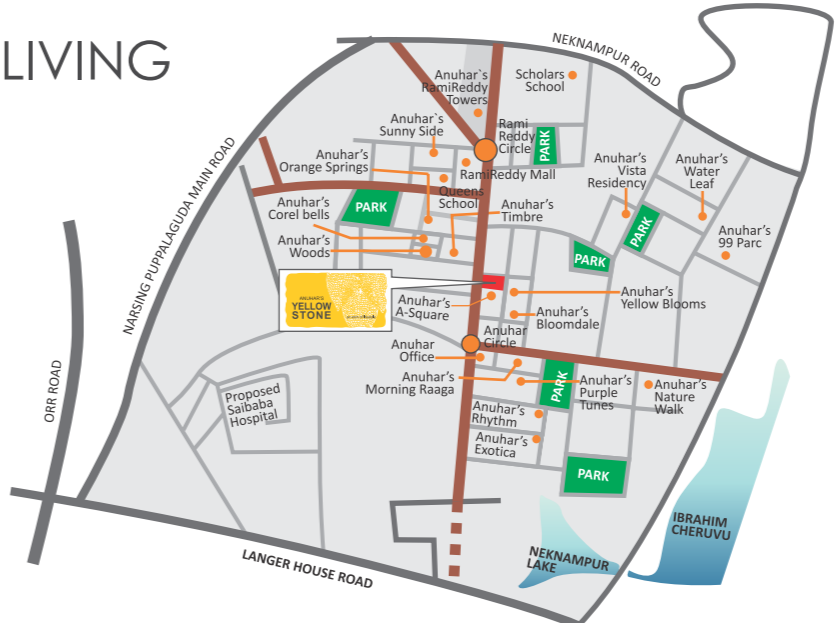 LIVING
NEKNAMPUR ROAD
Anuhar`s
RamiReddy
Towers
Scholars
School
Anuhar`s
Sunny Side
Rami
Reddy
Circle
PARK
NARSING PUPPALAGUDA MAIN ROAD
Anuhar's
Orange Springs
RamiReddy Mall
Queens
School
Anuhar's
Vista
Residency
Anuhar's
Water
Leaf
Anuhar's
Corel bells
PARK
Anuhar's
Timbre
PARK
Anuhar's
99 Parc
Anuhar's
Woods
PARK
ANUHAR'S
YELLOW
STONE
Anuhar's
A-Square
Anuhar's
Yellow Blooms
Anuhar's
Bloomdale
Anuhar
Circle
Anuhar
Office
ORR ROAD
Anuhar's
Morning Raaga
PARK
Anuhar's
Purple
Tunes
Anuhar's
Nature
Walk
Proposed
Saibaba
Hospital
Anuhar's
Rhythm
Anuhar's
Exotica
PARK
IBRAHIM
CHERUVU
NEKNAMPUR
LAKE
LANGER HOUSE ROAD